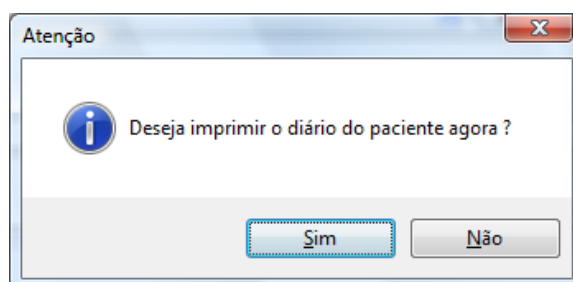 Atenção
Deseja imprimir o diário do paciente agora ?
Sim
Não